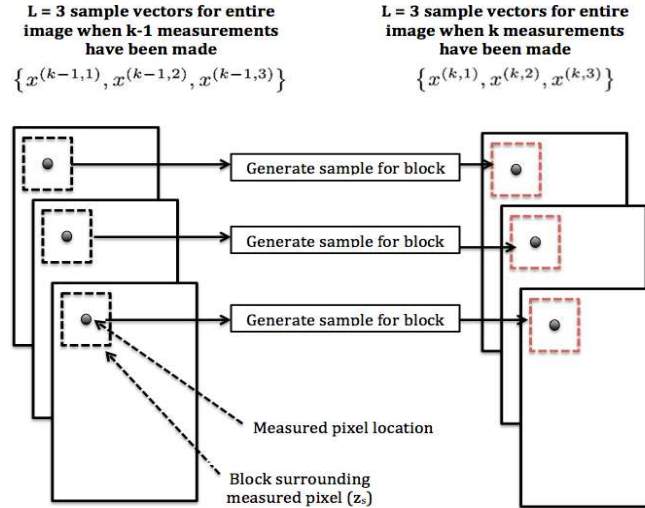 L = 3 sample vectors for entire
image when k-1 measurements
have been made
{x^(k−1,1), x^(k−1,2), x^(k−1,3)}
L = 3 sample vectors for entire
image when k measurements
have been made
{x^(k,1), x^(k,2), x^(k,3)}
Generate sample for block
Generate sample for block
Generate sample for block
Measured pixel location
Block surrounding
measured pixel (zₛ)